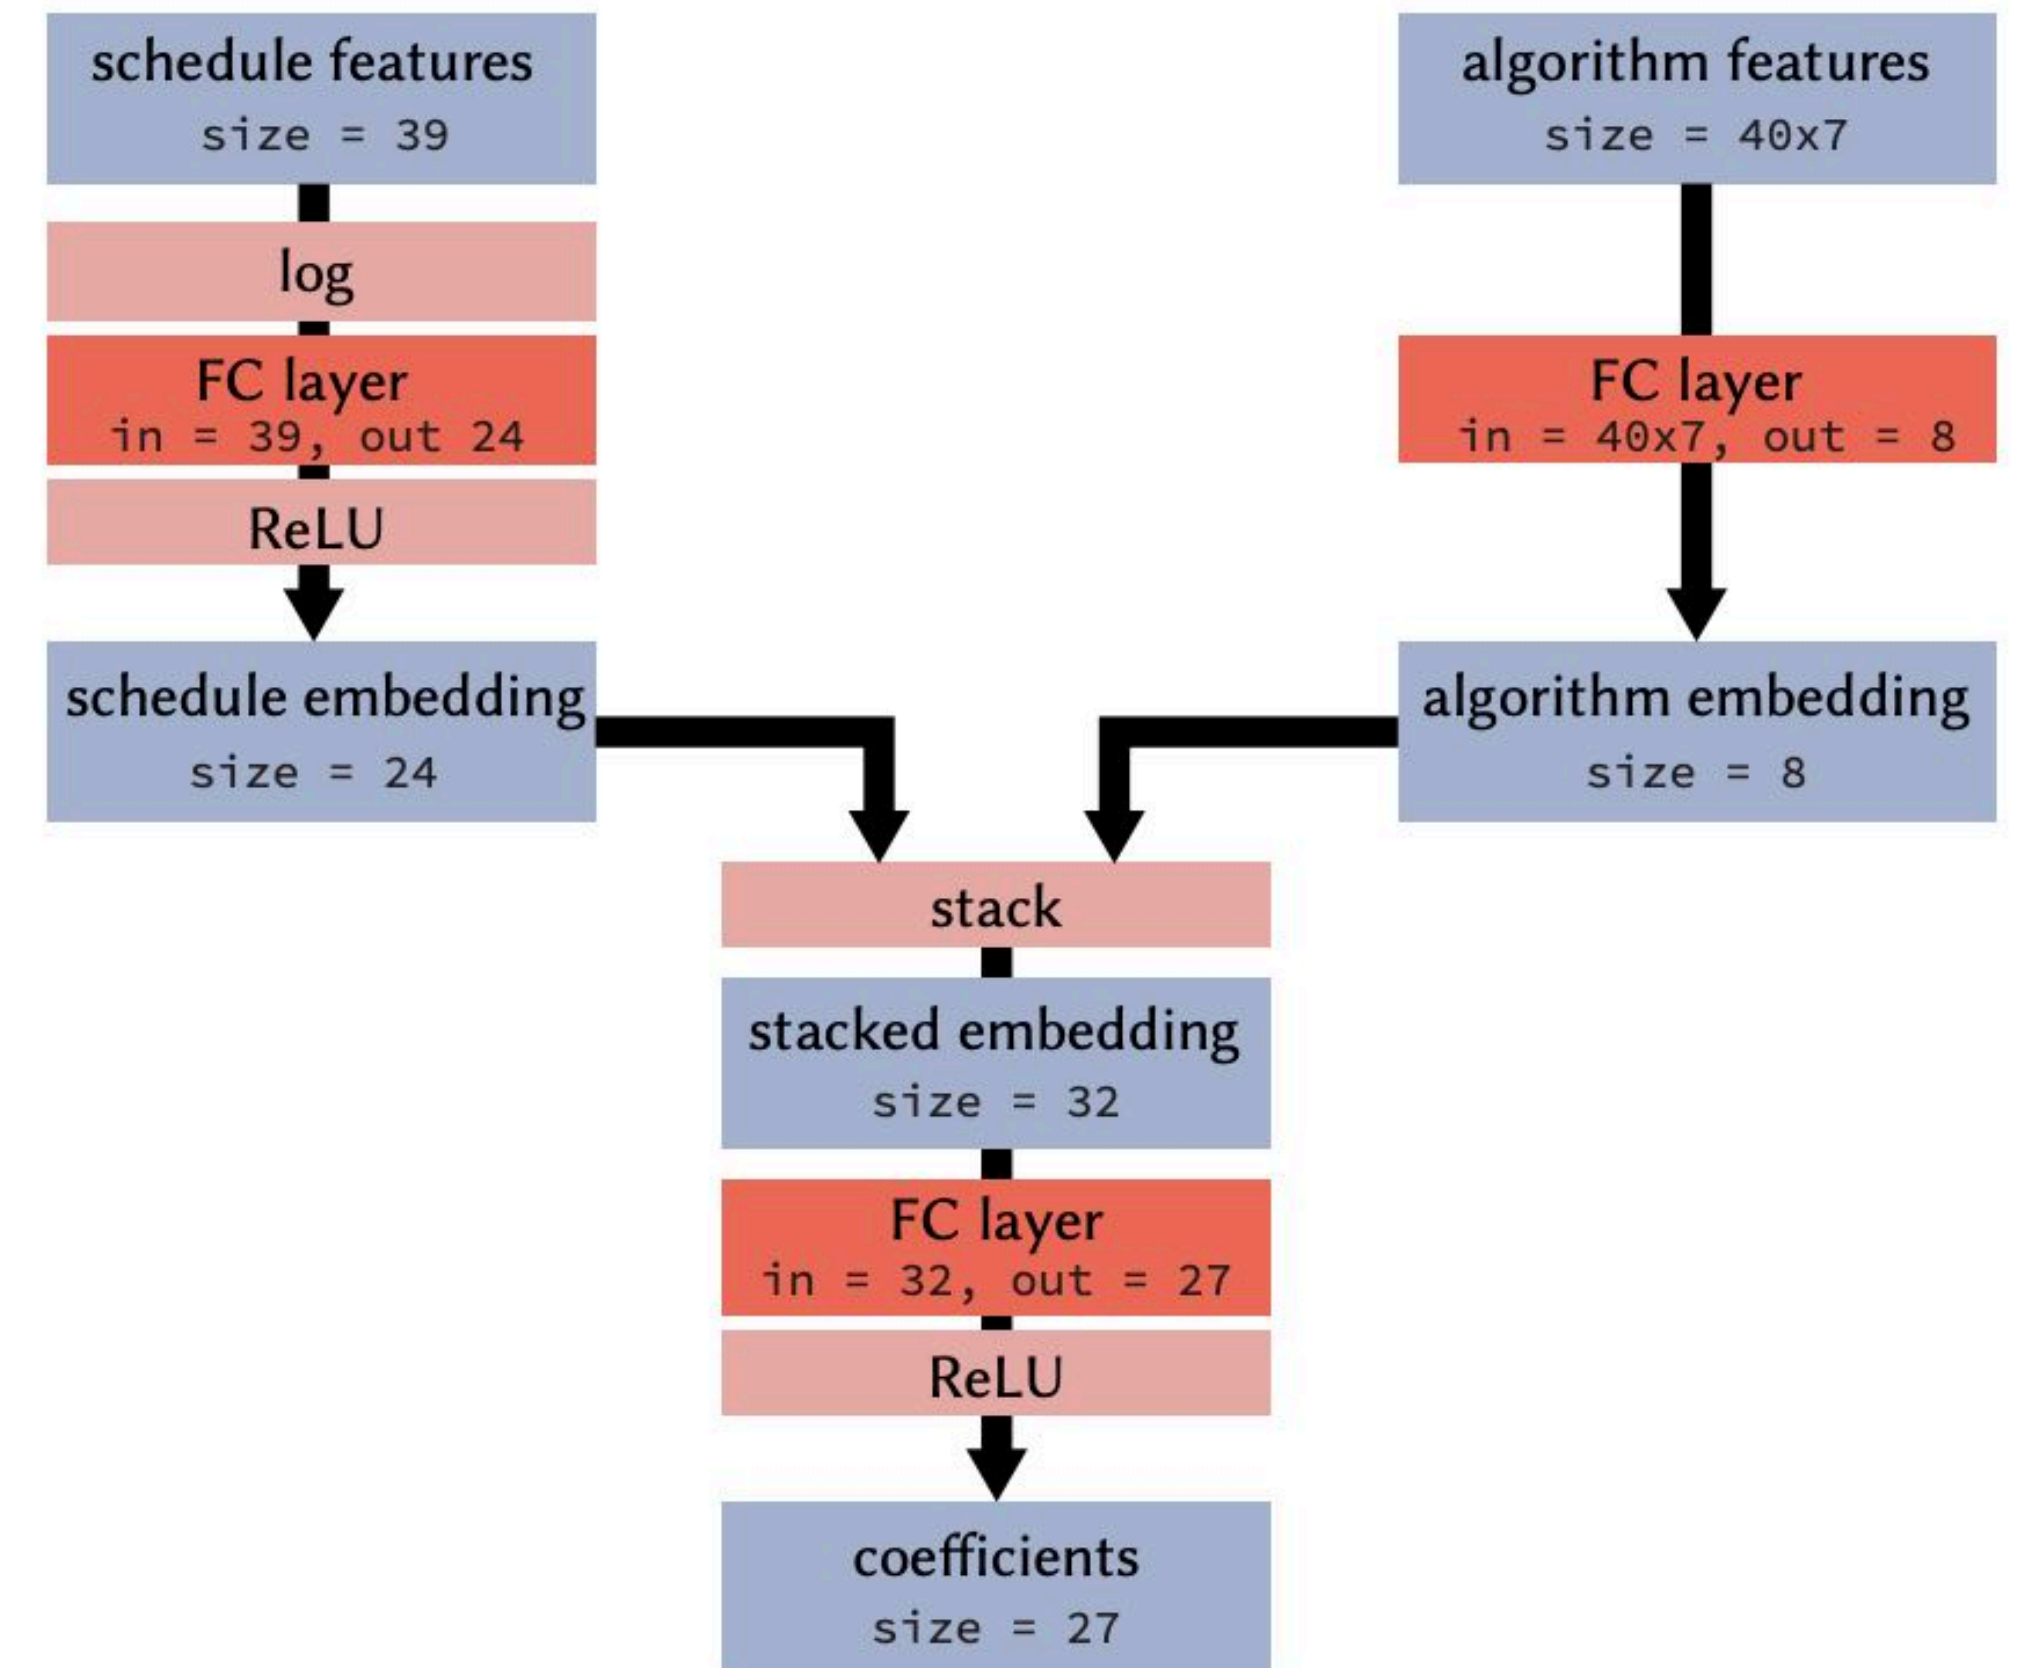 schedule features
size = 39
log
FC layer
in = 39, out 24
ReLU
schedule embedding
size = 24
algorithm features
size = 40x7
FC layer
in = 40x7, out = 8
algorithm embedding
size = 8
stack
stacked embedding
size = 32
FC layer
in = 32, out = 27
ReLU
coefficients
size = 27